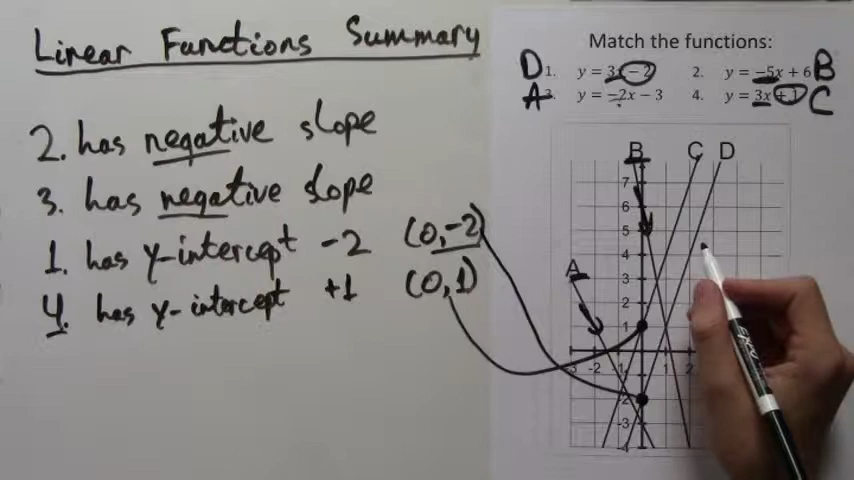 Linear Functions Summary
2. has negative slope
3. has negative slope
1. has y-intercept -2 (0,-2)
4. has y-intercept +1 (0,1)
Match the functions:
D 1. y = 3x - 2 2. y = -5x + 6 B
A 3. y = -2x - 3 4. y = 3x + 1 C
B C D
7
6
5
4
A 3
2
1
-3 -2 -1 1 2
-2
-4
EXPO